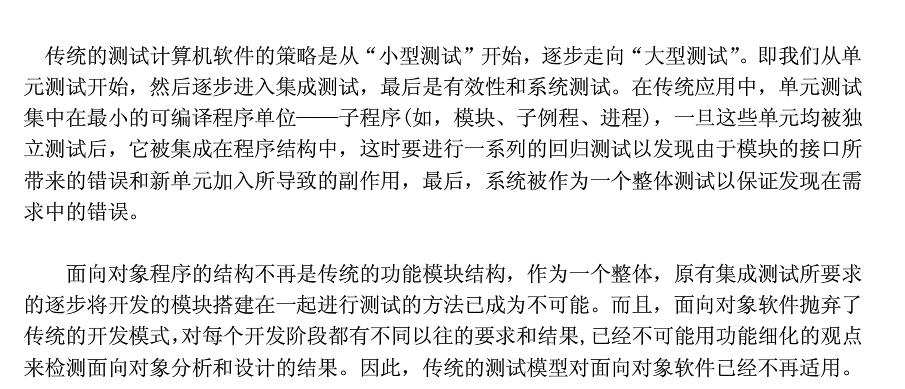 传统的测试计算机软件的策略是从“小型测试”开始，逐步走向“大型测试”。即我们从单
元测试开始，然后逐步进入集成测试，最后是有效性和系统测试。在传统应用中，单元测试
集中在最小的可编译程序单位——子程序(如，模块、子例程、进程)，一旦这些单元均被独
立测试后，它被集成在程序结构中，这时要进行一系列的回归测试以发现由于模块的接口所
带来的错误和新单元加入所导致的副作用，最后，系统被作为一个整体测试以保证发现在需
求中的错误。
面向对象程序的结构不再是传统的功能模块结构，作为一个整体，原有集成测试所要求
的逐步将开发的模块搭建在一起进行测试的方法已成为不可能。而且，面向对象软件抛弃了
传统的开发模式,对每个开发阶段都有不同以往的要求和结果,已经不可能用功能细化的观点
来检测面向对象分析和设计的结果。因此，传统的测试模型对面向对象软件已经不再适用。